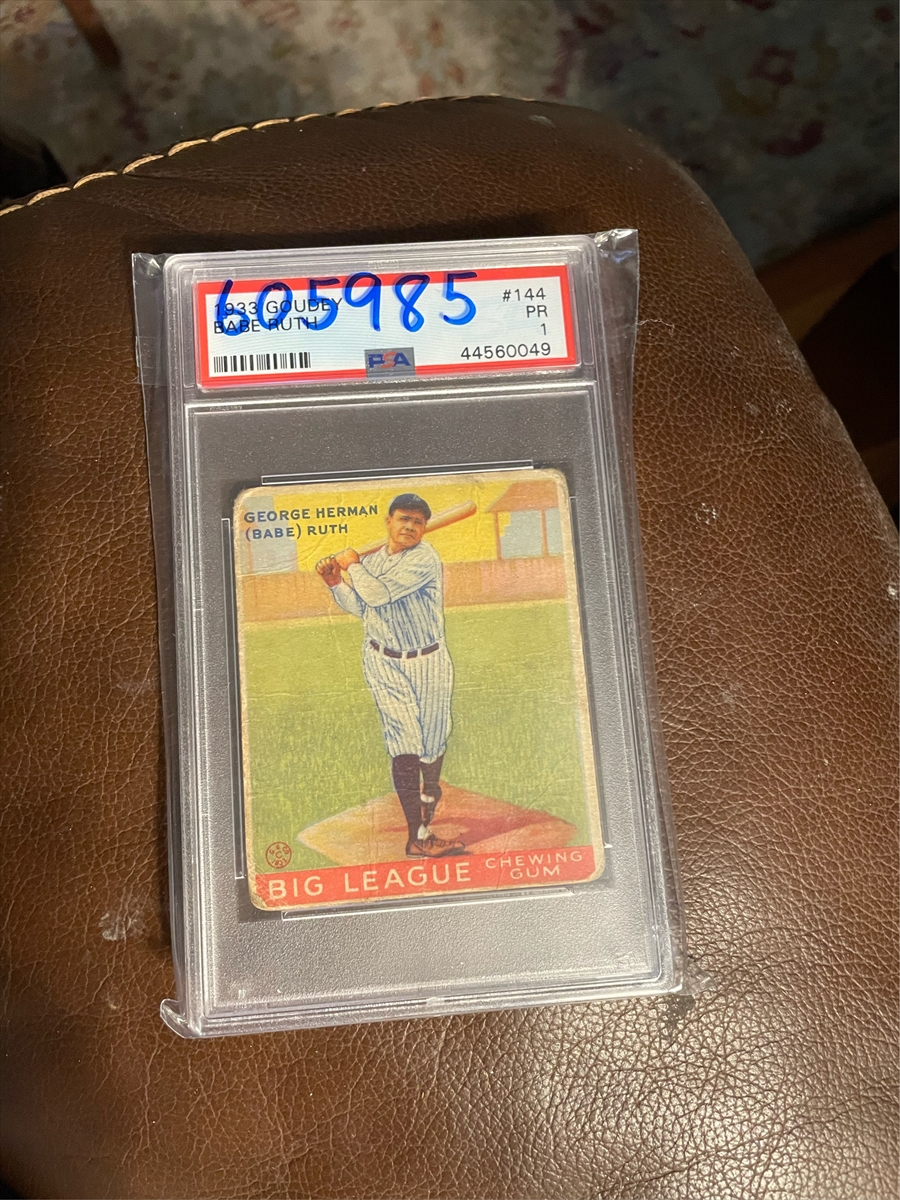 605985
1933 GOUDEY
BABE RUTH
#144
PR
1
PSA
44560049
GEORGE HERMAN
(BABE) RUTH
BIG LEAGUE
CHEWING
GUM